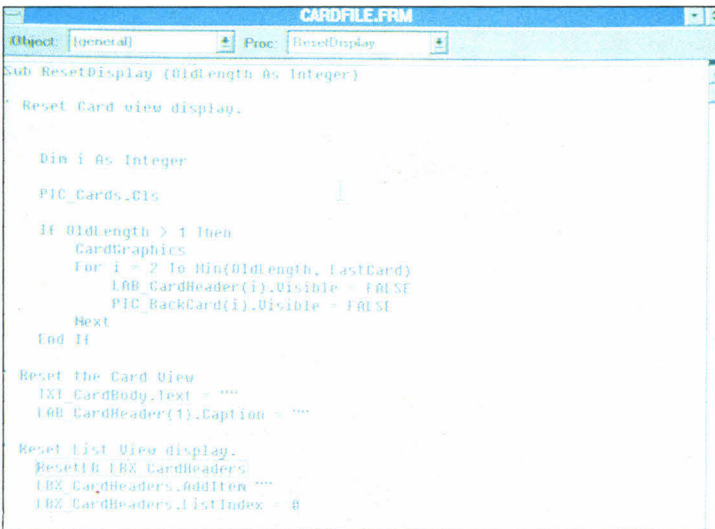 CARDFILE.FRM
Object: [general] Proc: ResetDisplay
Sub ResetDisplay (OldLength As Integer)
' Reset Card view display.
Dim i As Integer
PIC_Cards.Cls
If OldLength > 1 Then
CardGraphics
For i = 2 To Min(OldLength, LastCard)
LAB_CardHeader(i).Visible = FALSE
PIC_BackCard(i).Visible = FALSE
Next
End If
' Reset the Card View
TXT_CardBody.Text = ""
LAB_CardHeader(1).Caption = ""
' Reset List View display.
ResetLB LBX_CardHeaders
LBX_CardHeaders.AddItem ""
LBX_CardHeaders.ListIndex = 0